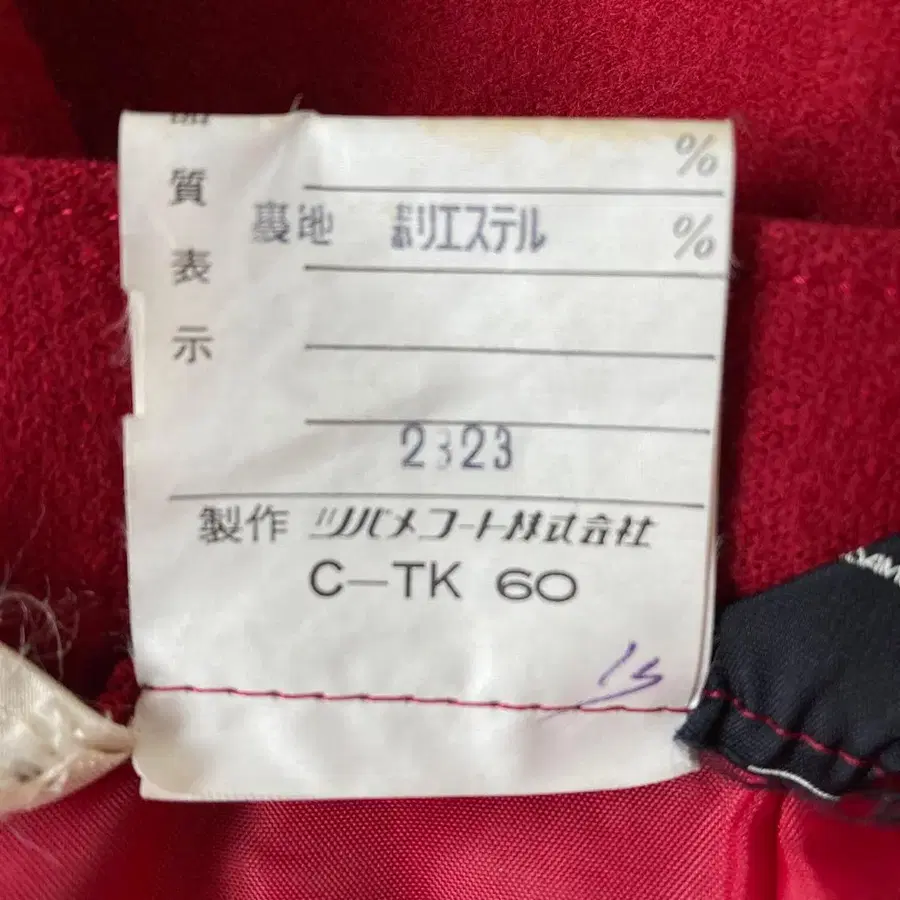 品質表示
%
裏地 ポリエステル %
2323
製作 ツバメコート株式会社
C-TK 60